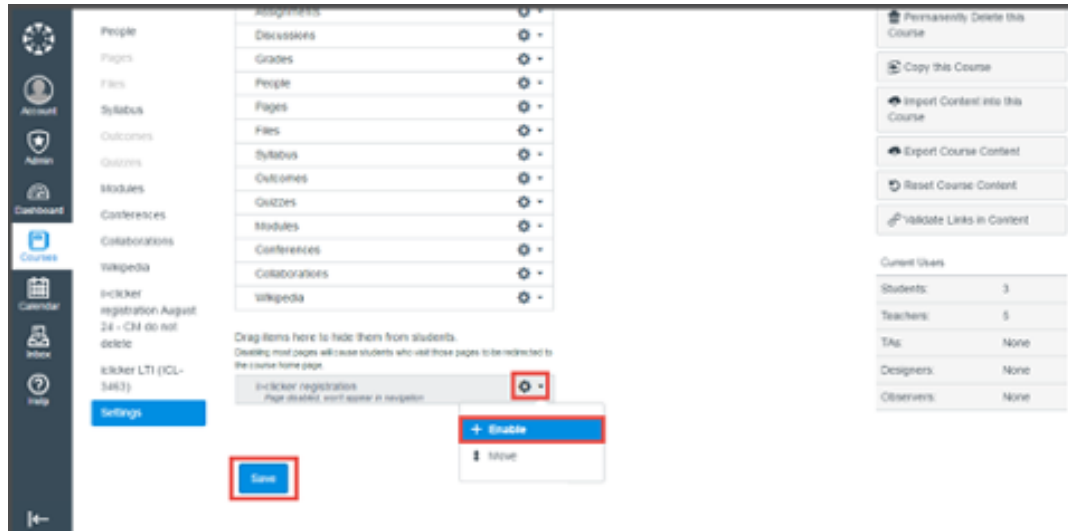 Account
Admin
Dashboard
Courses
Calendar
Inbox
Help
People
Pages
Files
Syllabus
Outcomes
Quizzes
Modules
Conferences
Collaborations
Wikipedia
i>clicker
registration August
24 - CM do not
delete
iclicker LTI (ICL-
3463)
Settings
Assignments
Discussions
Grades
People
Pages
Files
Syllabus
Outcomes
Quizzes
Modules
Conferences
Collaborations
Wikipedia
Drag items here to hide them from students.
Disabling most pages will cause students who visit those pages to be redirected to
the course home page.
i>clicker registration
Page disabled, won't appear in navigation
+ Enable
Move
Save
Permanently Delete this
Course
Copy this Course
Import Content into this
Course
Export Course Content
Reset Course Content
Validate Links in Content
Current Users
Students: 3
Teachers: 5
TAs: None
Designers: None
Observers: None